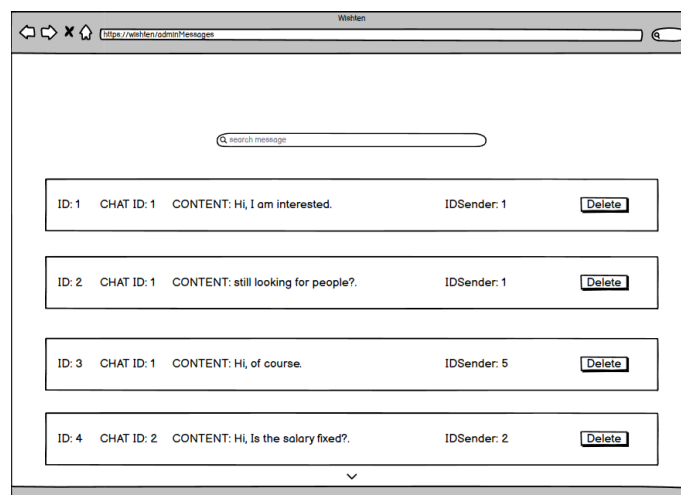 Wishten
https://wishten/adminMessages
search message
ID: 1 CHAT ID: 1 CONTENT: Hi, I am interested. IDSender: 1 Delete
ID: 2 CHAT ID: 1 CONTENT: still looking for people?. IDSender: 1 Delete
ID: 3 CHAT ID: 1 CONTENT: Hi, of course. IDSender: 5 Delete
ID: 4 CHAT ID: 2 CONTENT: Hi, Is the salary fixed?. IDSender: 2 Delete